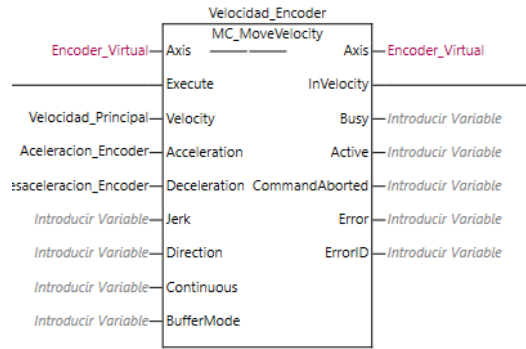 Velocidad_Encoder
MC_MoveVelocity
Encoder_Virtual Axis Axis Encoder_Virtual
Execute InVelocity
Velocidad_Principal Velocity Busy Introducir Variable
Aceleracion_Encoder Acceleration Active Introducir Variable
esaceleracion_Encoder Deceleration CommandAborted Introducir Variable
Introducir Variable Jerk Error Introducir Variable
Introducir Variable Direction ErrorID Introducir Variable
Introducir Variable Continuous
Introducir Variable BufferMode